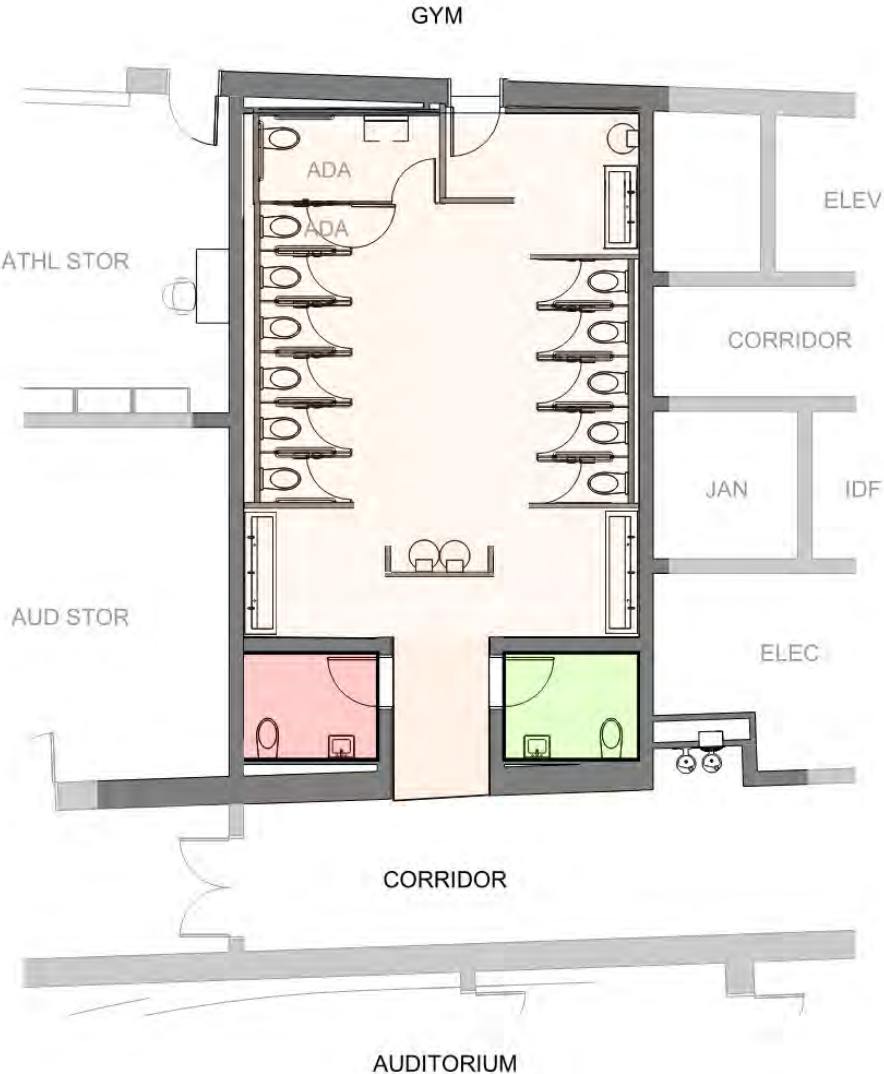 GYM
ADA
ELEV
ADA
ATHL STOR
CORRIDOR
JAN
IDF
AUD STOR
ELEC
CORRIDOR
AUDITORIUM